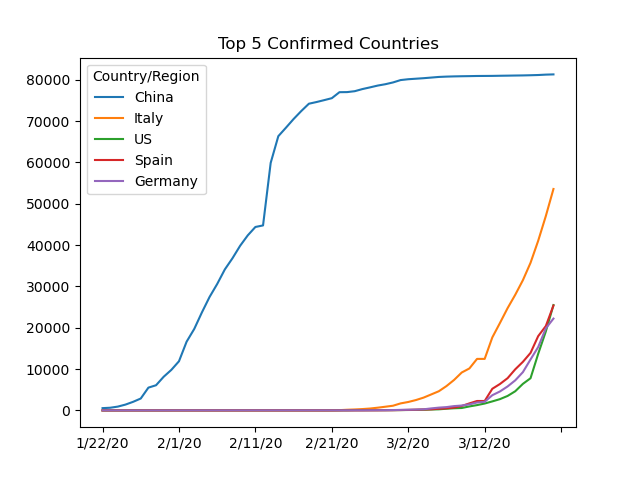 Top 5 Confirmed Countries
80000
70000
60000
50000
40000
30000
20000
10000
0
Country/Region
China
Italy
US
Spain
Germany
1/22/20 2/1/20 2/11/20 2/21/20 3/2/20 3/12/20